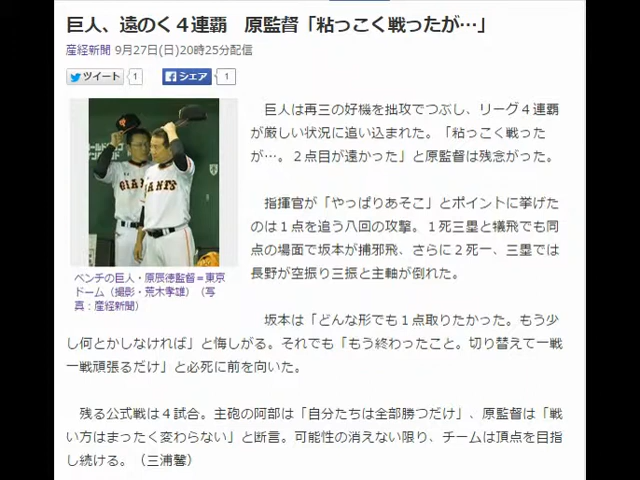 巨人、遠のく４連覇　原監督「粘っこく戦ったが…」
産経新聞 9月27日(日)20時25分配信
ツイート 1 シェア 1
巨人は再三の好機を拙攻でつぶし、リーグ４連覇
が厳しい状況に追い込まれた。「粘っこく戦った
が…。２点目が遠かった」と原監督は残念がった。
指揮官が「やっぱりあそこ」とポイントに挙げた
のは１点を追う八回の攻撃。１死三塁と犠飛でも同
点の場面で坂本が捕邪飛、さらに２死一、三塁では
長野が空振り三振と主軸が倒れた。
GIANTS
GIANTS
ベンチの巨人・原辰徳監督＝東京
ドーム（撮影・荒木孝雄）（写
真：産経新聞）
坂本は「どんな形でも１点取りたかった。もう少
し何とかしなければ」と悔しがる。それでも「もう終わったこと。切り替えて一戦
一戦頑張るだけ」と必死に前を向いた。
残る公式戦は４試合。主砲の阿部は「自分たちは全部勝つだけ」、原監督は「戦
い方はまったく変わらない」と断言。可能性の消えない限り、チームは頂点を目指
し続ける。（三浦馨）